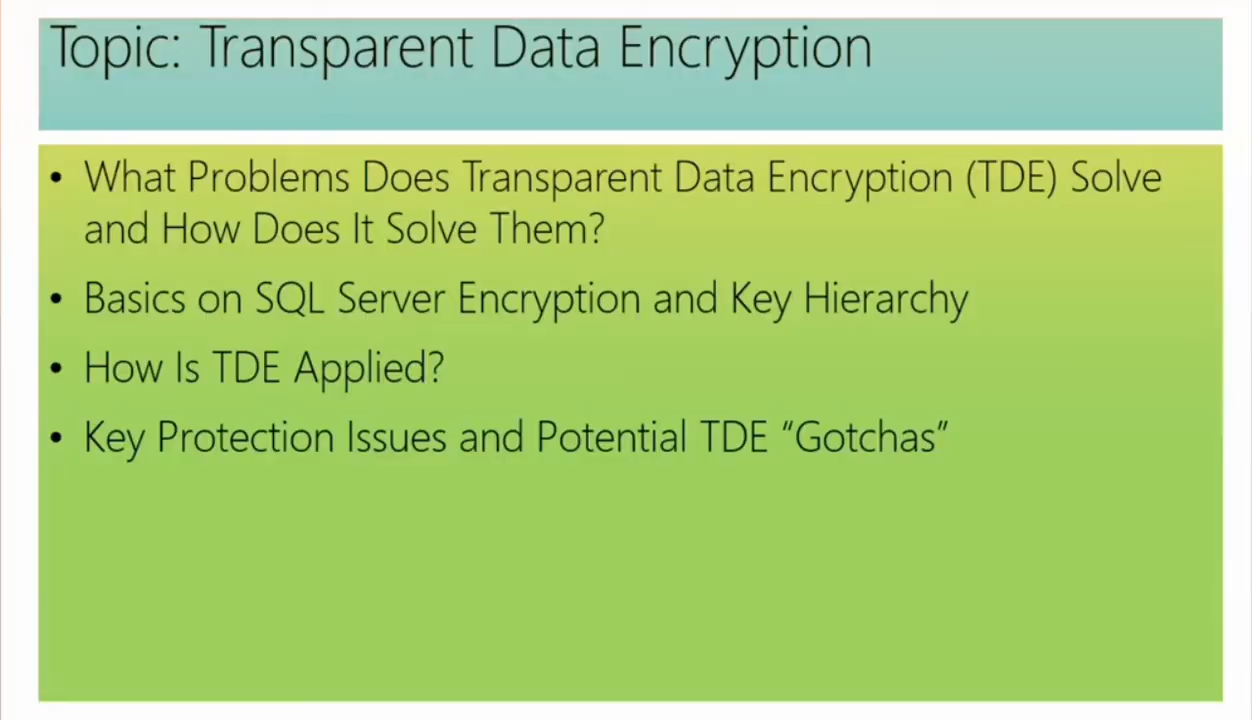 Topic: Transparent Data Encryption
• What Problems Does Transparent Data Encryption (TDE) Solve
and How Does It Solve Them?
• Basics on SQL Server Encryption and Key Hierarchy
• How Is TDE Applied?
• Key Protection Issues and Potential TDE “Gotchas”